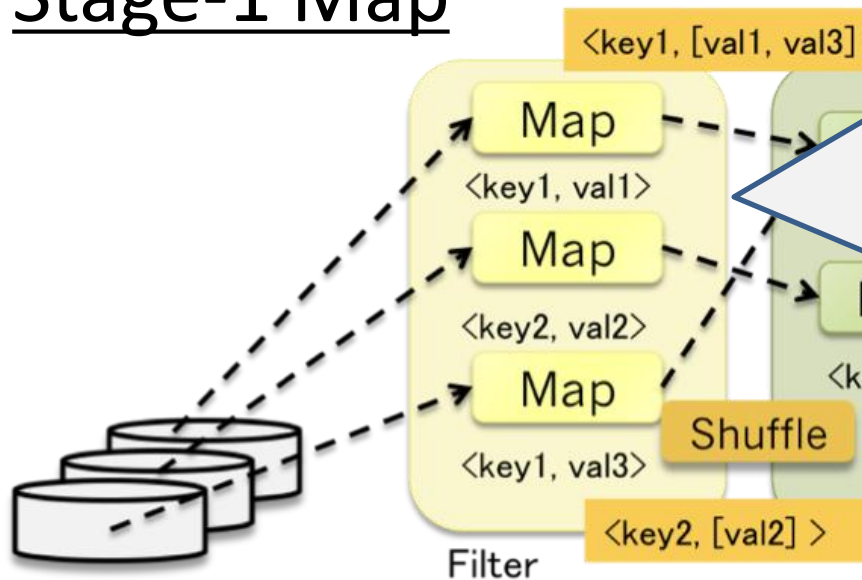 Stage-1 Map
<key1, [val1, val3]
Map
<key1, val1>
Map
<key2, val2>
Map
<key1, val3>
Shuffle
<key2, [val2] >
Filter